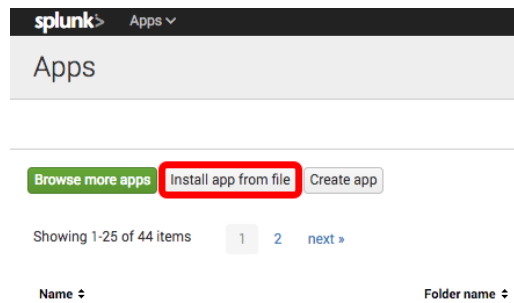 splunk> Apps
Apps
Browse more apps Install app from file Create app
Showing 1-25 of 44 items 1 2 next »
Name Folder name